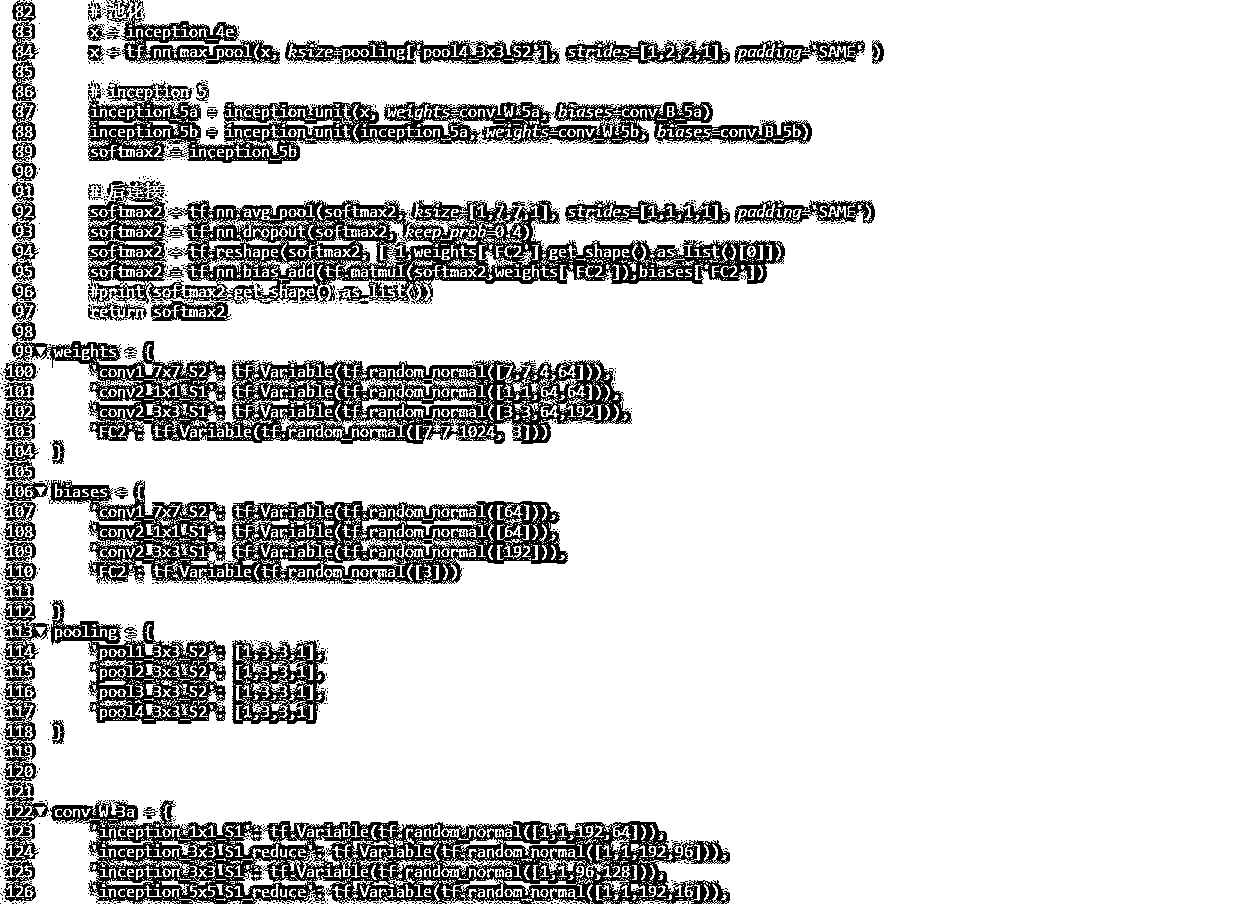 82 # 池化
83 x = inception_4e
84 x = tf.nn.max_pool(x, ksize=pooling['pool4_3x3_S2'], strides=[1,2,2,1], padding='SAME' )
85
86 # inception 5
87 inception_5a = inception_unit(x, weights=conv_W_5a, biases=conv_B_5a)
88 inception_5b = inception_unit(inception_5a, weights=conv_W_5b, biases=conv_B_5b)
89 softmax2 = inception_5b
90
91 # 后连接
92 softmax2 = tf.nn.avg_pool(softmax2, ksize=[1,7,7,1], strides=[1,1,1,1], padding='SAME')
93 softmax2 = tf.nn.dropout(softmax2, keep_prob=0.4)
94 softmax2 = tf.reshape(softmax2, [-1,weights['FC2'].get_shape().as_list()[0]])
95 softmax2 = tf.nn.bias_add(tf.matmul(softmax2,weights['FC2']),biases['FC2'])
96 #print(softmax2.get_shape().as_list())
97 return softmax2
98
99 weights = {
100 'conv1_7x7_S2': tf.Variable(tf.random_normal([7,7,4,64])),
101 'conv2_1x1_S1': tf.Variable(tf.random_normal([1,1,64,64])),
102 'conv2_3x3_S1': tf.Variable(tf.random_normal([3,3,64,192])),
103 'FC2': tf.Variable(tf.random_normal([7*7*1024, 3]))
104 }
105
106 biases = {
107 'conv1_7x7_S2': tf.Variable(tf.random_normal([64])),
108 'conv2_1x1_S1': tf.Variable(tf.random_normal([64])),
109 'conv2_3x3_S1': tf.Variable(tf.random_normal([192])),
110 'FC2': tf.Variable(tf.random_normal([3]))
111
112 }
113 pooling = {
114 'pool1_3x3_S2': [1,3,3,1],
115 'pool2_3x3_S2': [1,3,3,1],
116 'pool3_3x3_S2': [1,3,3,1],
117 'pool4_3x3_S2': [1,3,3,1]
118 }
119
120
121
122 conv_W_3a = {
123 'inception_1x1_S1': tf.Variable(tf.random_normal([1,1,192,64])),
124 'inception_3x3_S1_reduce': tf.Variable(tf.random_normal([1,1,192,96])),
125 'inception_3x3_S1': tf.Variable(tf.random_normal([1,1,96,128])),
126 'inception_5x5_S1_reduce': tf.Variable(tf.random_normal([1,1,192,16])),